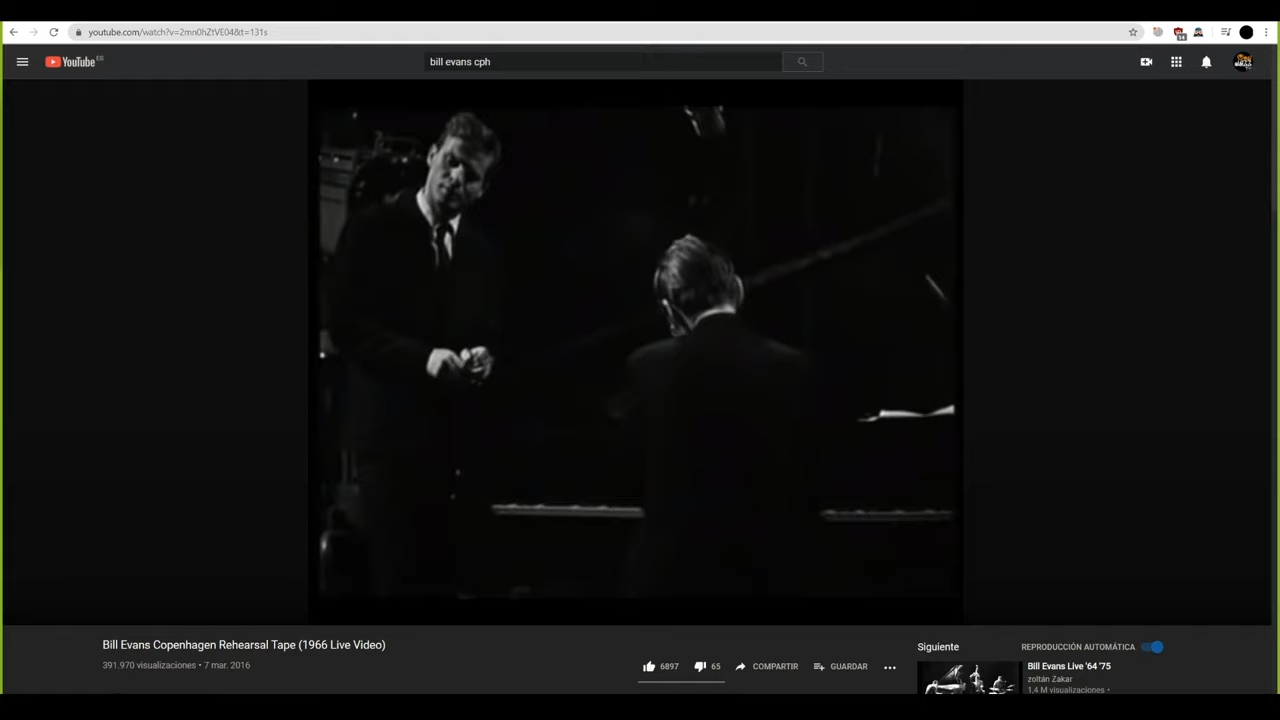 youtube.com/watch?v=2mn0hZtVE04&t=131s
14
YouTube ES
bill evans cph
Bill Evans Copenhagen Rehearsal Tape (1966 Live Video)
391.970 visualizaciones • 7 mar. 2016
6897
65
COMPARTIR
GUARDAR
Siguiente
REPRODUCCIÓN AUTOMÁTICA
Bill Evans Live '64 '75
zoltán Zakar
1,4 M visualizaciones •